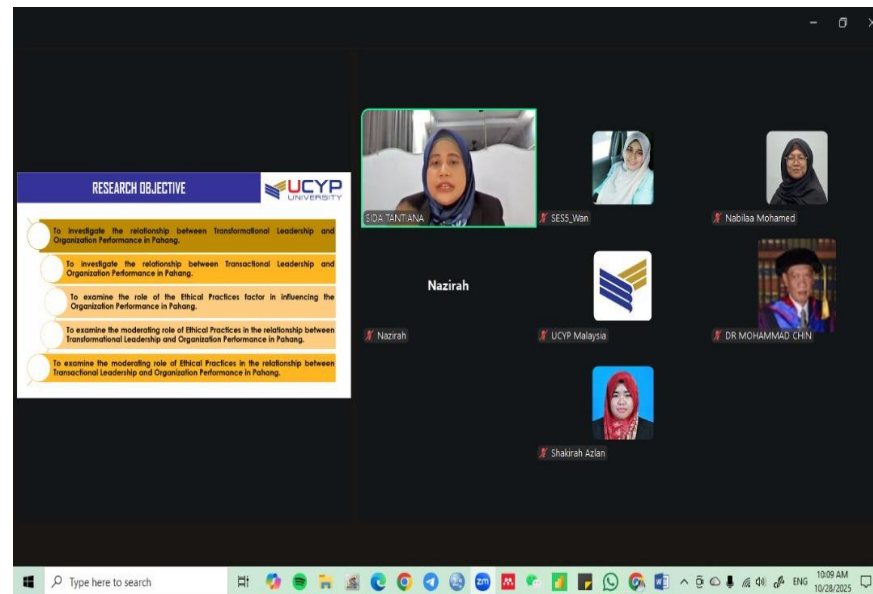 RESEARCH OBJECTIVE
UCYP
UNIVERSITY
To investigate the relationship between Transformational Leadership and
Organization Performance in Pahang.
To investigate the relationship between Transactional Leadership and
Organization Performance in Pahang.
To examine the role of the Ethical Practices factor in influencing the
Organization Performance in Pahang.
To examine the moderating role of Ethical Practices in the relationship between
Transformational Leadership and Organization Performance in Pahang.
To examine the moderating role of Ethical Practices in the relationship between
Transactional Leadership and Organization Performance in Pahang.
SIDA TANTIANA
SESS_Wan
Nabilaa Mohamed
Nazirah
Nazirah
UCYP Malaysia
DR MOHAMMAD CHIN
Shakirah Azlan
Type here to search
zm
ENG
10:09 AM
10/28/2025